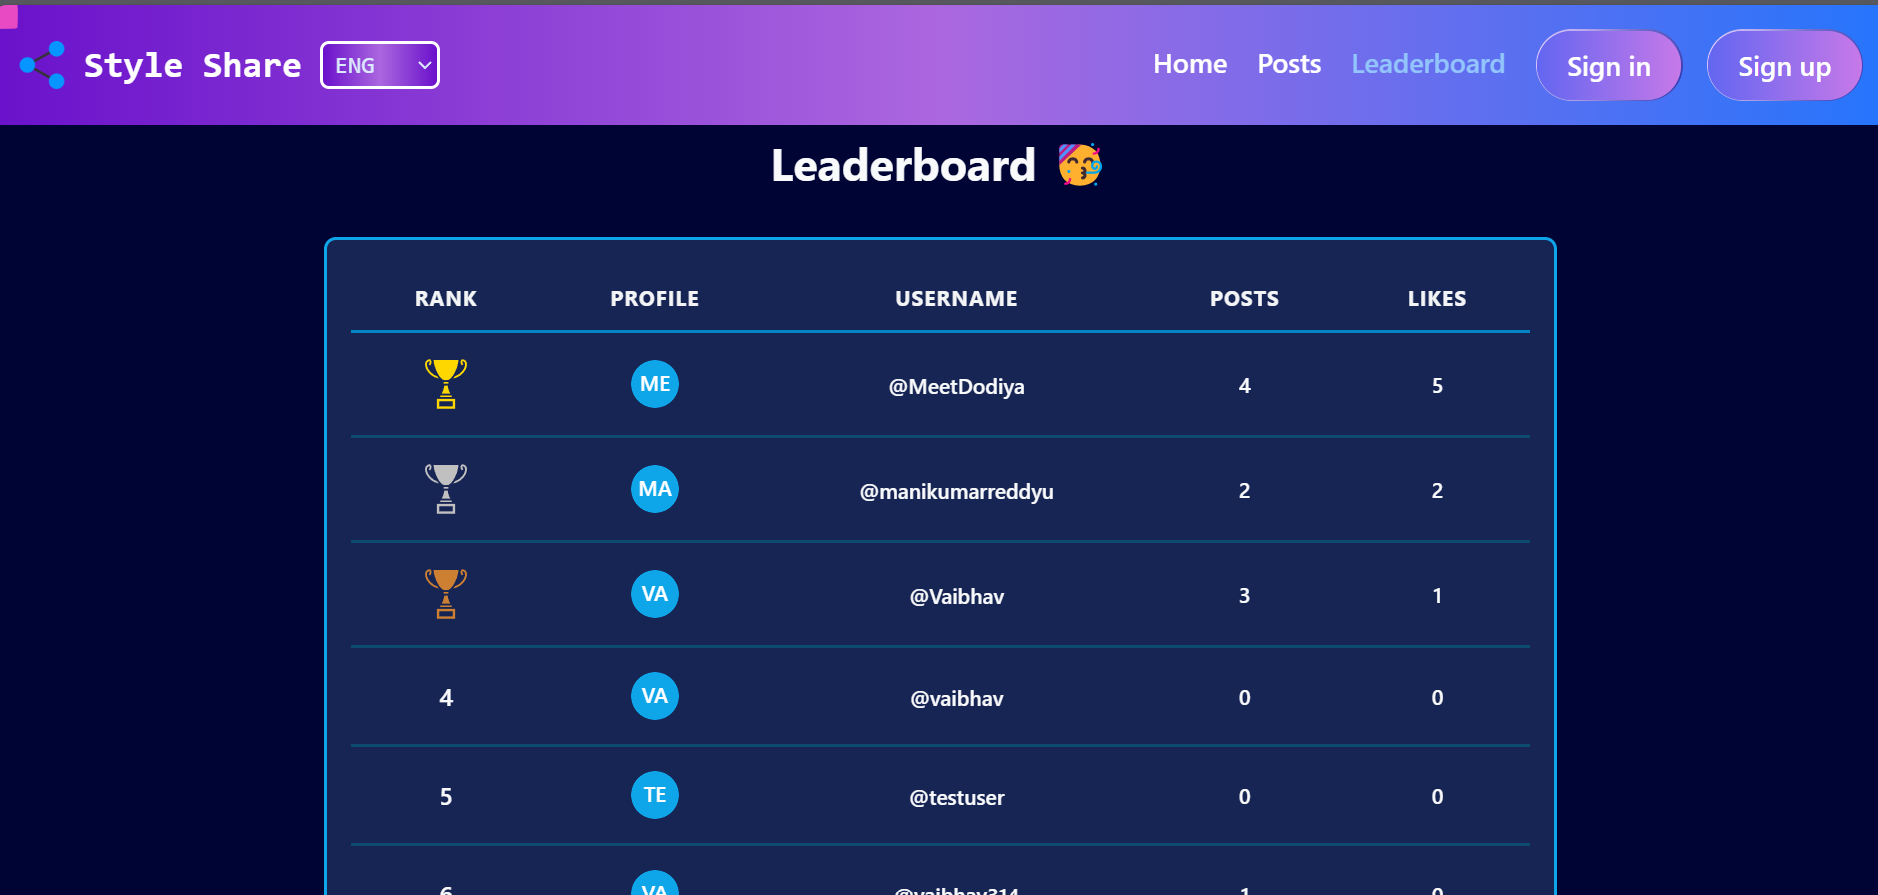 Style Share ENG Home Posts Leaderboard Sign in Sign up
Leaderboard
RANK PROFILE USERNAME POSTS LIKES
ME @MeetDodiya 4 5
MA @manikumarreddyu 2 2
VA @Vaibhav 3 1
4 VA @vaibhav 0 0
5 TE @testuser 0 0
6 VA @vaibhav314 1 0